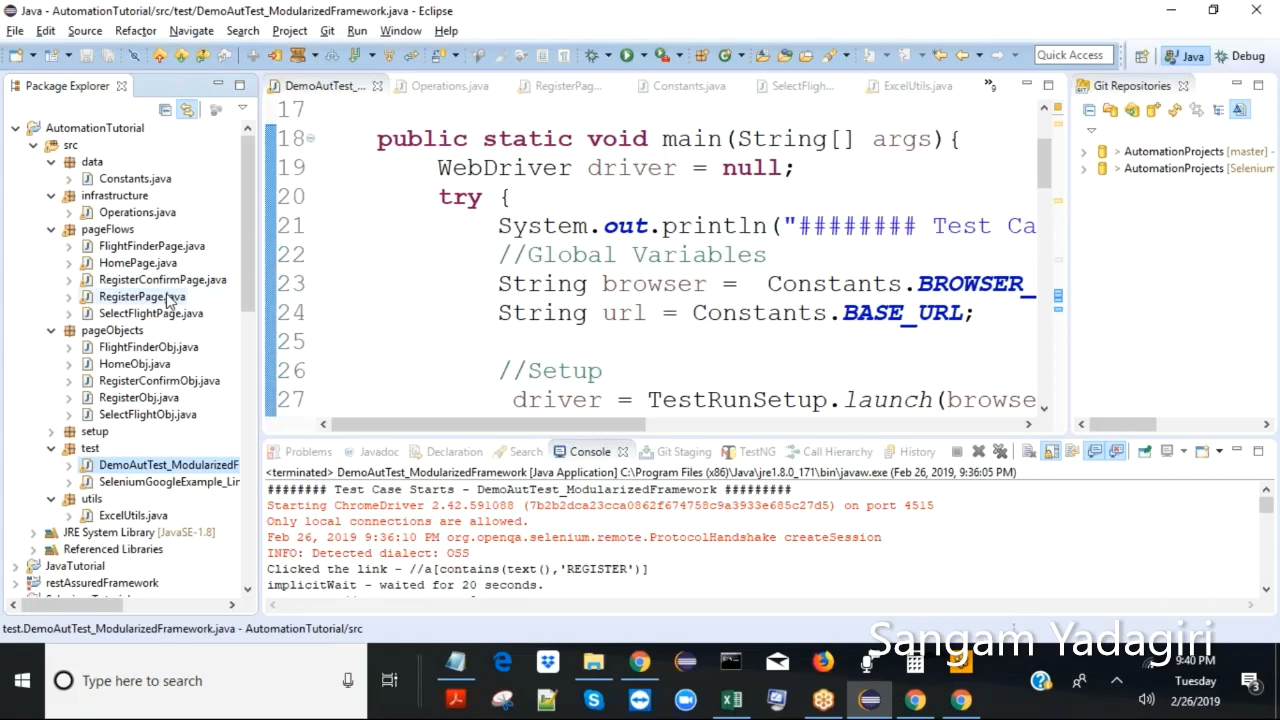 Java - AutomationTutorial/src/test/DemoAutTest_ModularizedFramework.java - Eclipse
File Edit Source Refactor Navigate Search Project Git Run Window Help
Quick Access Java Debug
Package Explorer
DemoAutTest_... Operations.java RegisterPag... Constants.java SelectFligh... ExcelUtils.java »9
Git Repositories
AutomationTutorial
src
data
Constants.java
infrastructure
Operations.java
pageFlows
FlightFinderPage.java
HomePage.java
RegisterConfirmPage.java
RegisterPage.java
SelectFlightPage.java
pageObjects
FlightFinderObj.java
HomeObj.java
RegisterConfirmObj.java
RegisterObj.java
SelectFlightObj.java
setup
test
DemoAutTest_ModularizedF
SeleniumGoogleExample_Lir
utils
ExcelUtils.java
JRE System Library [JavaSE-1.8]
Referenced Libraries
JavaTutorial
restAssuredFramework
17
18 public static void main(String[] args){
19 WebDriver driver = null;
20 try {
21 System.out.println("######## Test Ca
22 //Global Variables
23 String browser = Constants.BROWSER_
24 String url = Constants.BASE_URL;
25
26 //Setup
27 driver = TestRunSetup.launch(browse
> AutomationProjects [master] -
> AutomationProjects [Selenium
Problems Javadoc Declaration Search Console Git Staging TestNG Call Hierarchy History
<terminated> DemoAutTest_ModularizedFramework [Java Application] C:\Program Files (x86)\Java\jre1.8.0_171\bin\javaw.exe (Feb 26, 2019, 9:36:05 PM)
######## Test Case Starts - DemoAutTest_ModularizedFramework #########
Starting ChromeDriver 2.42.591088 (7b2b2dca23cca0862f674758c9a3933e685c27d5) on port 4515
Only local connections are allowed.
Feb 26, 2019 9:36:10 PM org.openqa.selenium.remote.ProtocolHandshake createSession
INFO: Detected dialect: OSS
Clicked the link - //a[contains(text(),'REGISTER')]
implicitWait - waited for 20 seconds.
test.DemoAutTest_ModularizedFramework.java - AutomationTutorial/src
Sangam Yadagiri
Type here to search
9:40 PM
Tuesday
2/26/2019
3